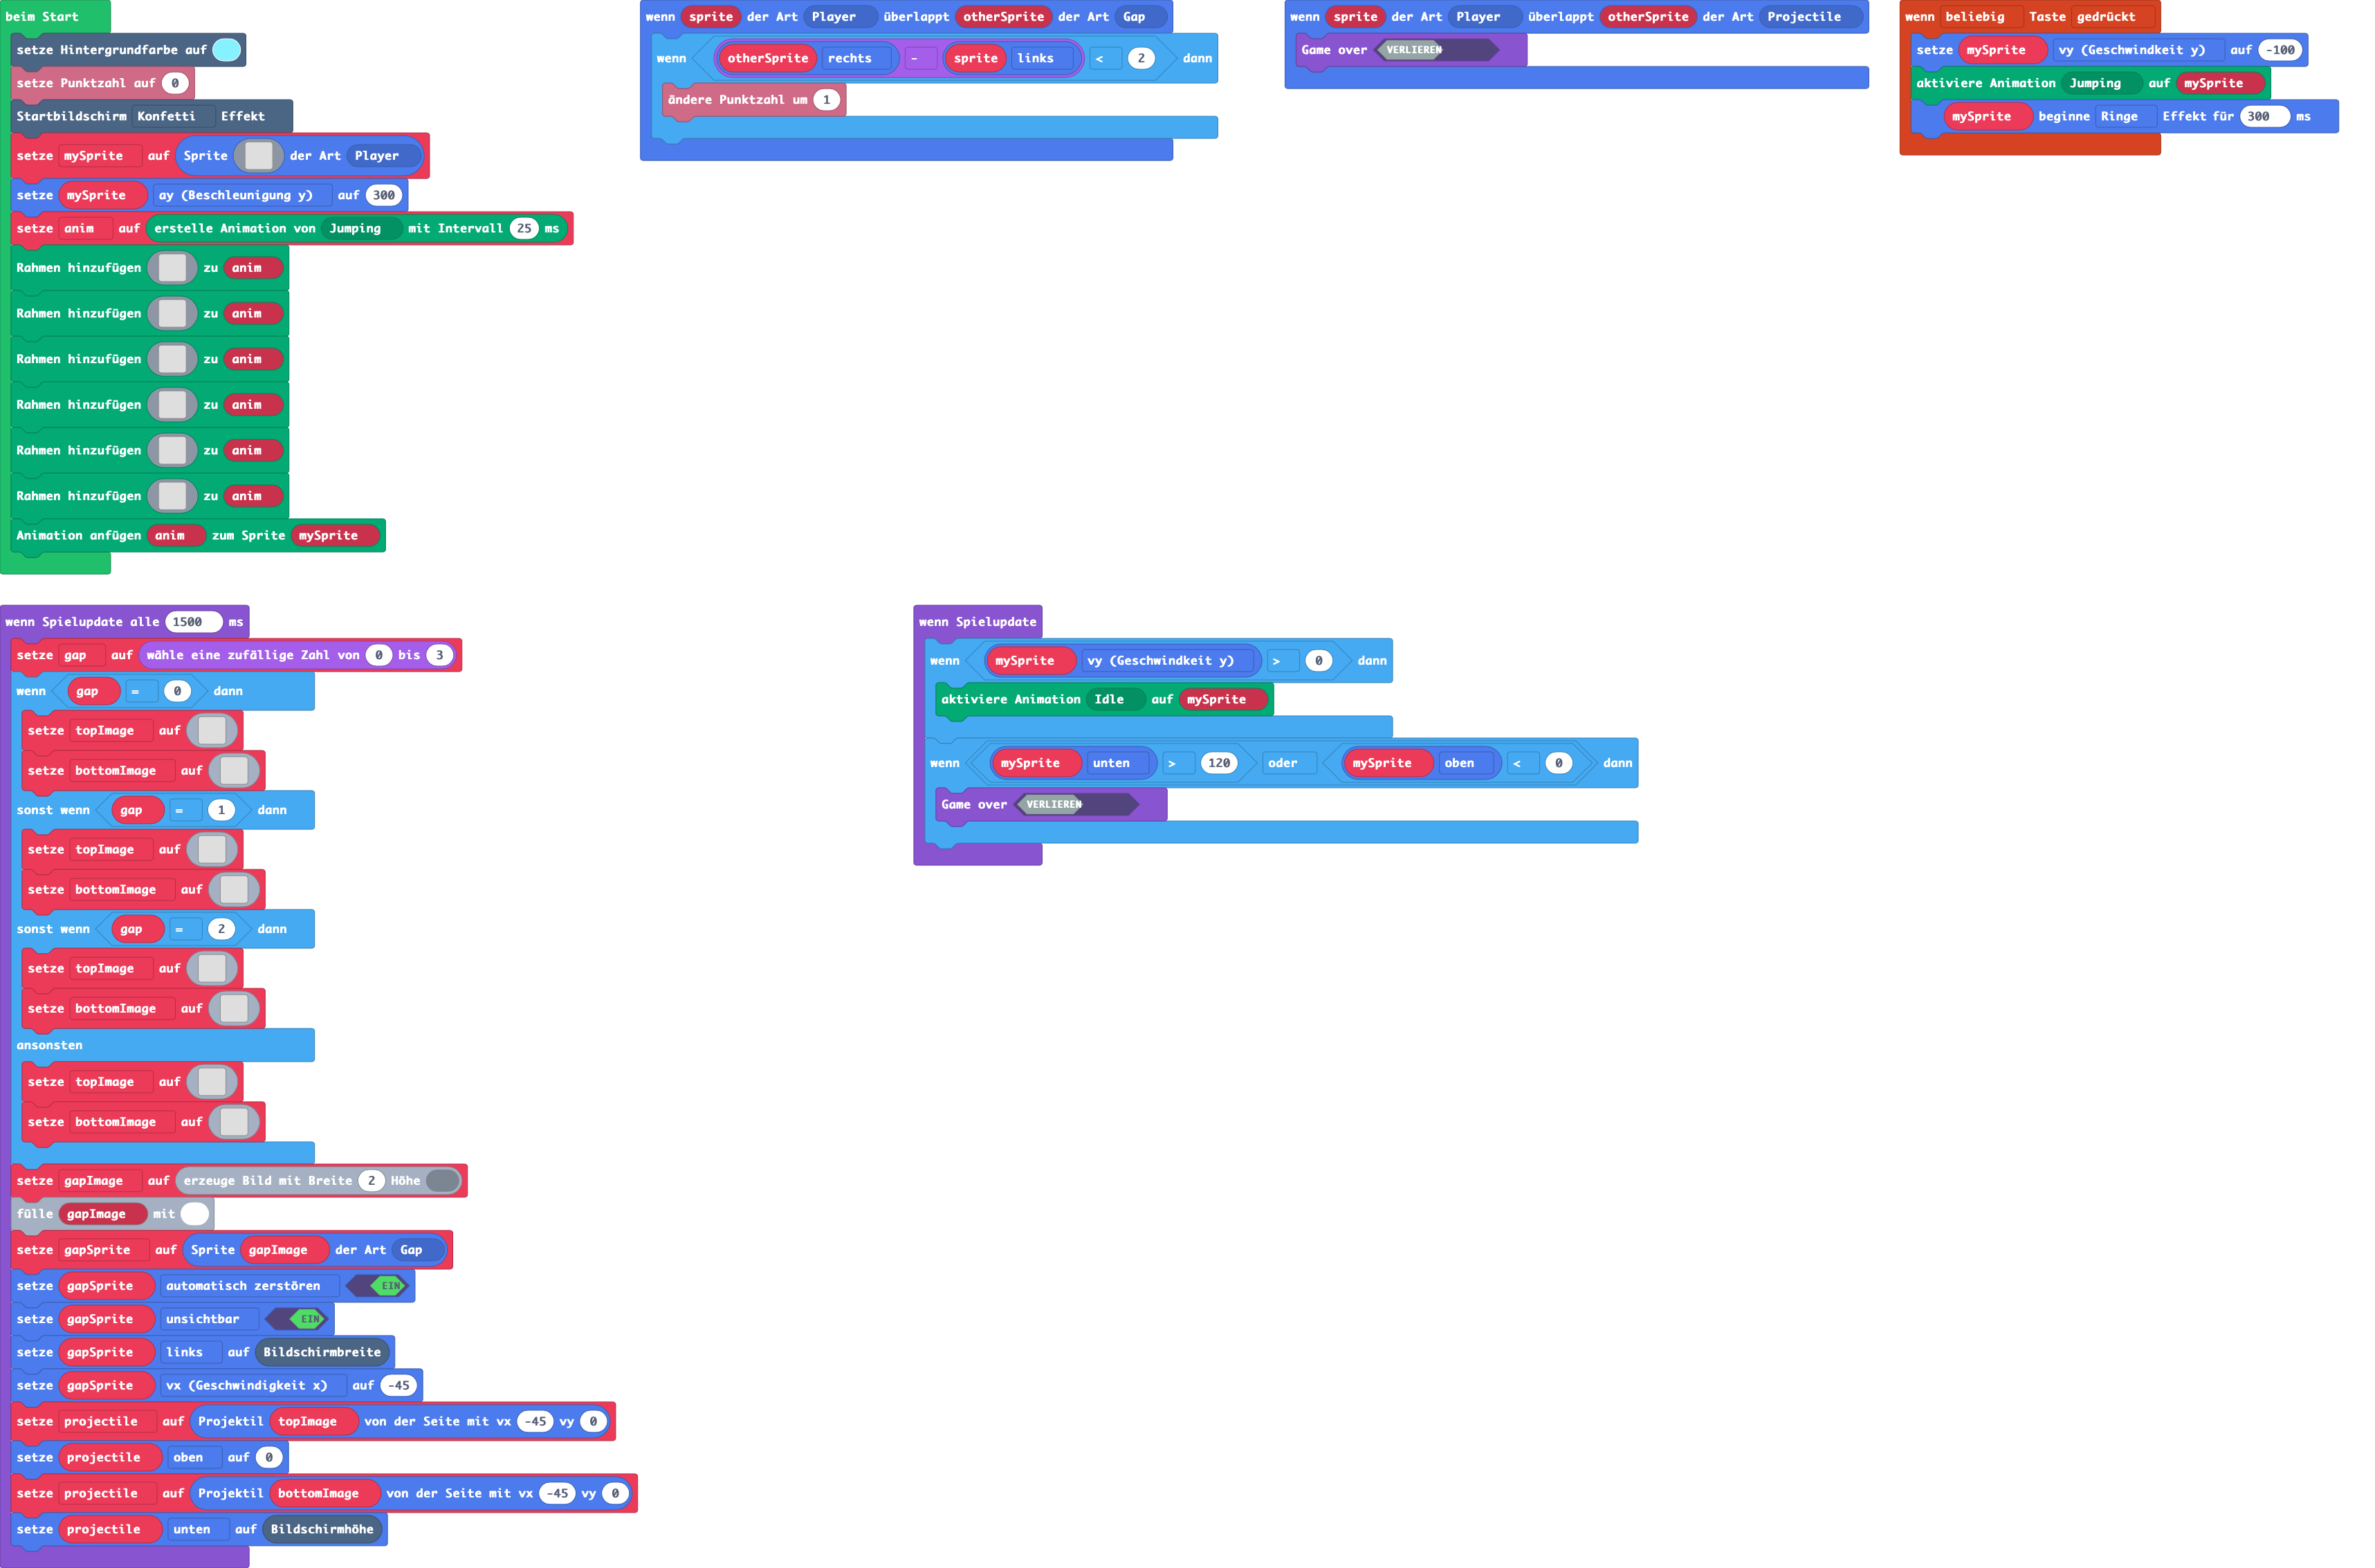 beim Start
setze Hintergrundfarbe auf
setze Punktzahl auf 0
Startbildschirm Konfetti Effekt
setze mySprite auf Sprite der Art Player
setze mySprite ay (Beschleunigung y) auf 300
setze anim auf erstelle Animation von Jumping mit Intervall 25 ms
Rahmen hinzufügen zu anim
Rahmen hinzufügen zu anim
Rahmen hinzufügen zu anim
Rahmen hinzufügen zu anim
Rahmen hinzufügen zu anim
Rahmen hinzufügen zu anim
Animation anfügen anim zum Sprite mySprite
wenn sprite der Art Player überlappt otherSprite der Art Gap
wenn otherSprite rechts - sprite links < 2 dann
ändere Punktzahl um 1
wenn sprite der Art Player überlappt otherSprite der Art Projectile
Game over VERLIEREN
wenn beliebig Taste gedrückt
setze mySprite vy (Geschwindkeit y) auf -100
aktiviere Animation Jumping auf mySprite
mySprite beginne Ringe Effekt für 300 ms
wenn Spielupdate alle 1500 ms
setze gap auf wähle eine zufällige Zahl von 0 bis 3
wenn gap = 0 dann
setze topImage auf
setze bottomImage auf
sonst wenn gap = 1 dann
setze topImage auf
setze bottomImage auf
sonst wenn gap = 2 dann
setze topImage auf
setze bottomImage auf
ansonsten
setze topImage auf
setze bottomImage auf
setze gapImage auf erzeuge Bild mit Breite 2 Höhe
fülle gapImage mit
setze gapSprite auf Sprite gapImage der Art Gap
setze gapSprite automatisch zerstören EIN
setze gapSprite unsichtbar EIN
setze gapSprite links auf Bildschirmbreite
setze gapSprite vx (Geschwindigkeit x) auf -45
setze projectile auf Projektil topImage von der Seite mit vx -45 vy 0
setze projectile oben auf 0
setze projectile auf Projektil bottomImage von der Seite mit vx -45 vy 0
setze projectile unten auf Bildschirmhöhe
wenn Spielupdate
wenn mySprite vy (Geschwindkeit y) > 0 dann
aktiviere Animation Idle auf mySprite
wenn mySprite unten > 120 oder mySprite oben < 0 dann
Game over VERLIEREN